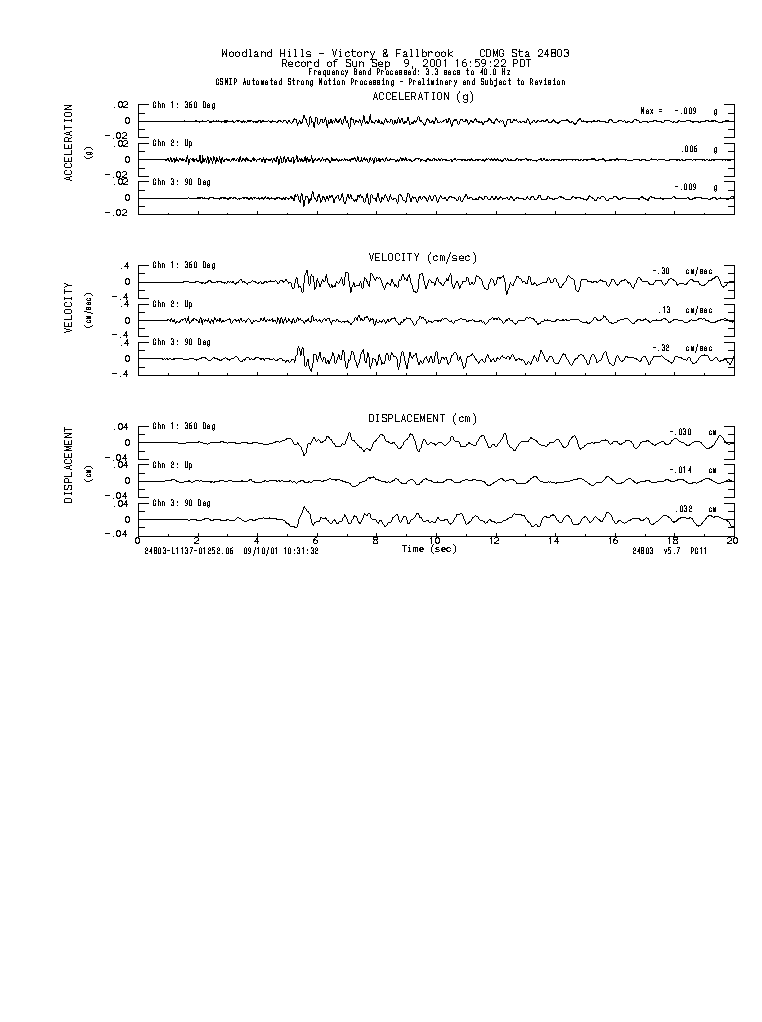 Woodland Hills - Victory & Fallbrook CDMG Sta 24803
Record of Sun Sep 9, 2001 16:59:22 PDT
Frequency Band Processed: 3.3 secs to 40.0 Hz
CSMIP Automated Strong Motion Processing - Preliminary and Subject to Revision
ACCELERATION (g)
ACCELERATION
(g)
.02
0
-.02
Chn 1: 360 Deg
Max = -.009 g
.02
0
-.02
Chn 2: Up
.006 g
.02
0
-.02
Chn 3: 90 Deg
-.009 g
VELOCITY (cm/sec)
VELOCITY
(cm/sec)
.4
0
-.4
Chn 1: 360 Deg
-.30 cm/sec
.4
0
-.4
Chn 2: Up
.13 cm/sec
.4
0
-.4
Chn 3: 90 Deg
-.32 cm/sec
DISPLACEMENT (cm)
DISPLACEMENT
(cm)
.04
0
-.04
Chn 1: 360 Deg
-.030 cm
.04
0
-.04
Chn 2: Up
-.014 cm
.04
0
-.04
Chn 3: 90 Deg
.032 cm
0 2 4 6 8 10 12 14 16 18 20
Time (sec)
24803-L1137-01252.06 09/10/01 10:31:32
24803 v5.7 PC11